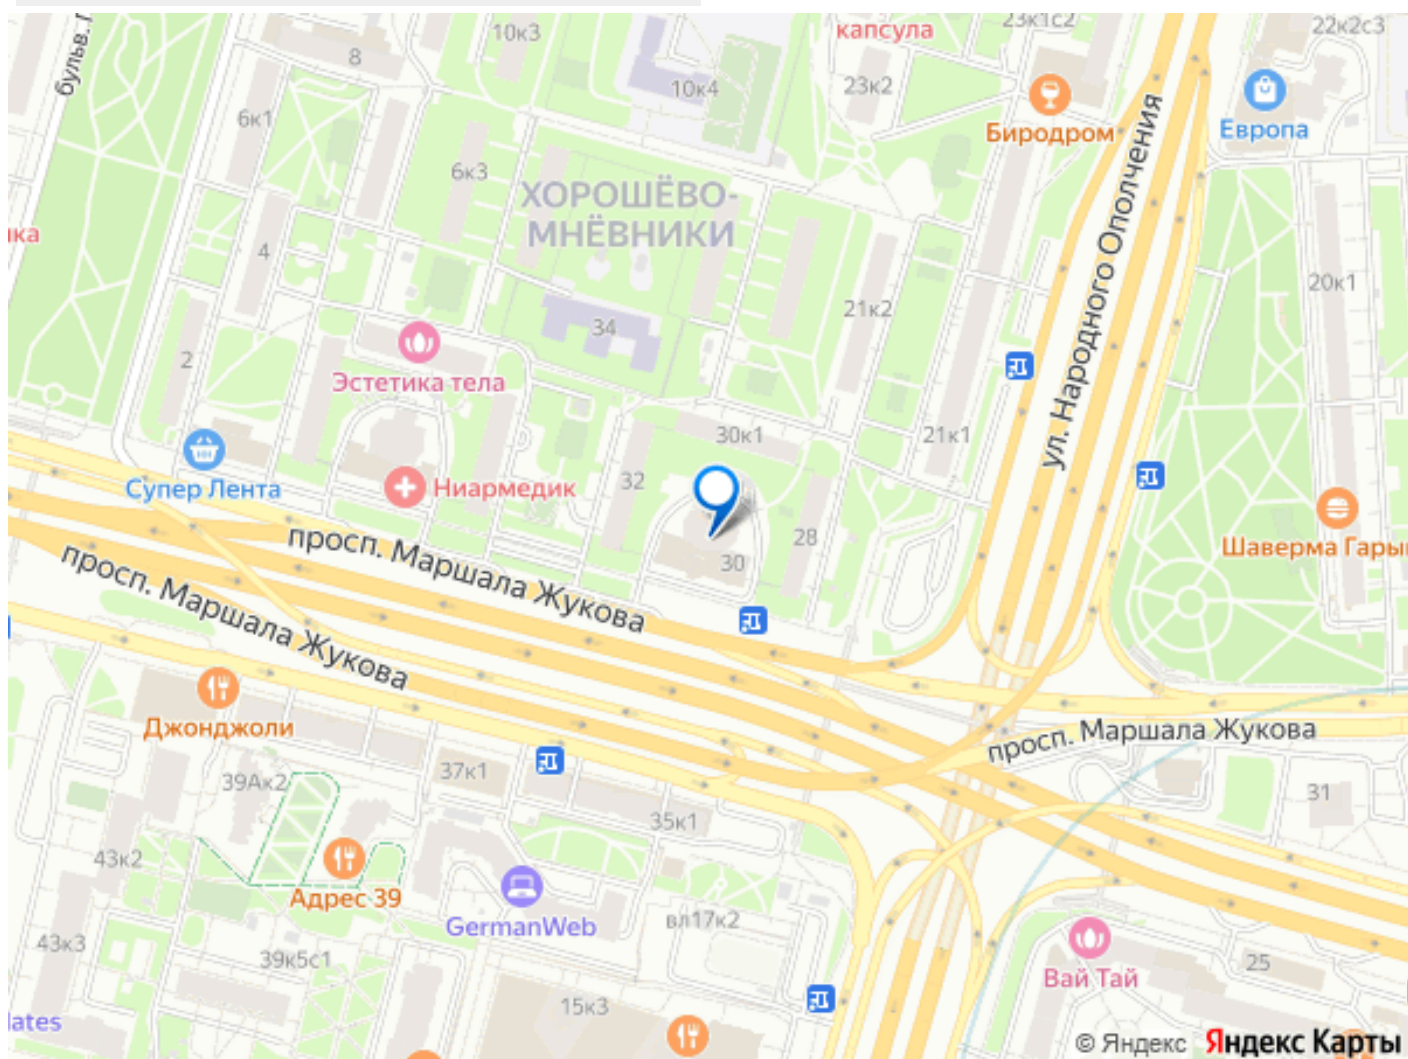 капсула
23к1с2
22к2с3
10к3
8
10к4
23к2
бульв.
6к1
Биродром
Европа
6к3
ХОРОШЁВО-
МНЁВНИКИ
ул. Народного Ополчения
4
20к1
21к2
34
2
Эстетика тела
30к1
21к1
Супер Лента
Ниармедик
32
28
30
Шаверма Гары
просп. Маршала Жукова
просп. Маршала Жукова
Джонджоли
просп. Маршала Жукова
39Ак2
37к1
31
35к1
43к2
Адрес 39
GermanWeb
вл17к2
43к3
39к5с1
25
Вай Тай
15к3
lates
© Яндекс Яндекс Карты